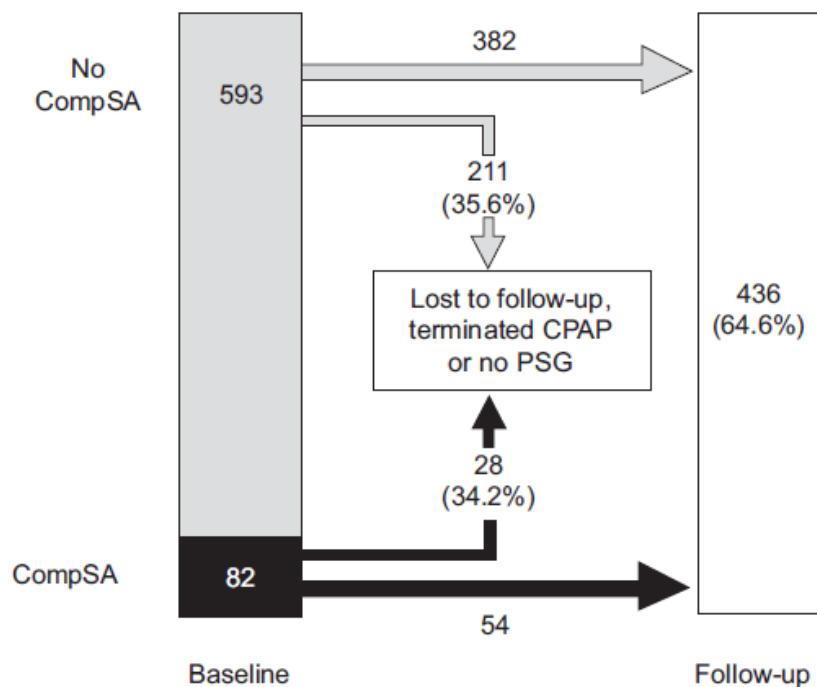 382
No
CompSA
593
211
(35.6%)
Lost to follow-up,
terminated CPAP
or no PSG
436
(64.6%)
28
(34.2%)
CompSA
82
54
Baseline
Follow-up